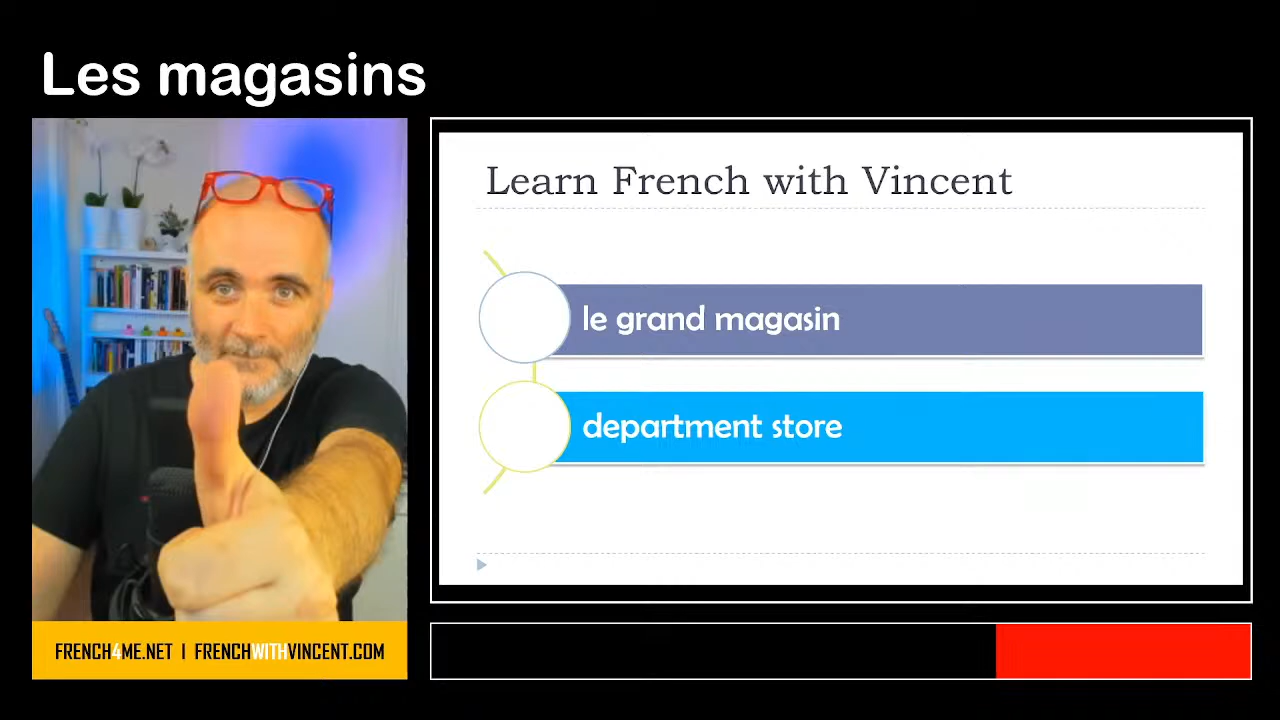 Les magasins
Learn French with Vincent
le grand magasin
department store
FRENCH4ME.NET I FRENCHWITHVINCENT.COM